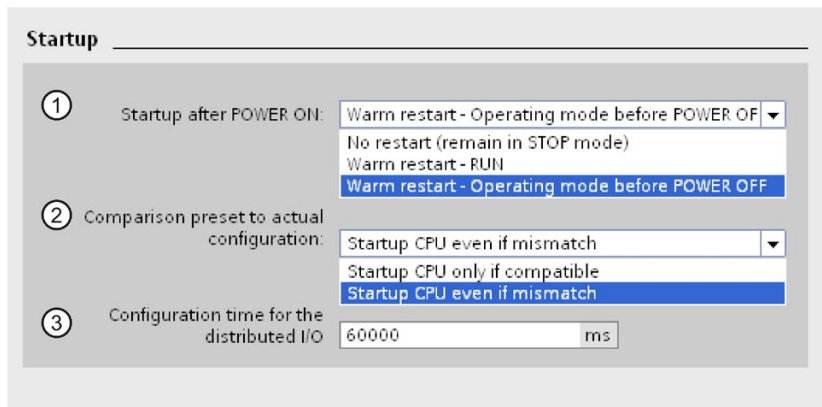 Startup
①
Startup after POWER ON:
Warm restart - Operating mode before POWER OF
No restart (remain in STOP mode)
Warm restart - RUN
Warm restart - Operating mode before POWER OFF
②
Comparison preset to actual
configuration:
Startup CPU even if mismatch
Startup CPU only if compatible
Startup CPU even if mismatch
③
Configuration time for the
distributed I/O
60000 ms